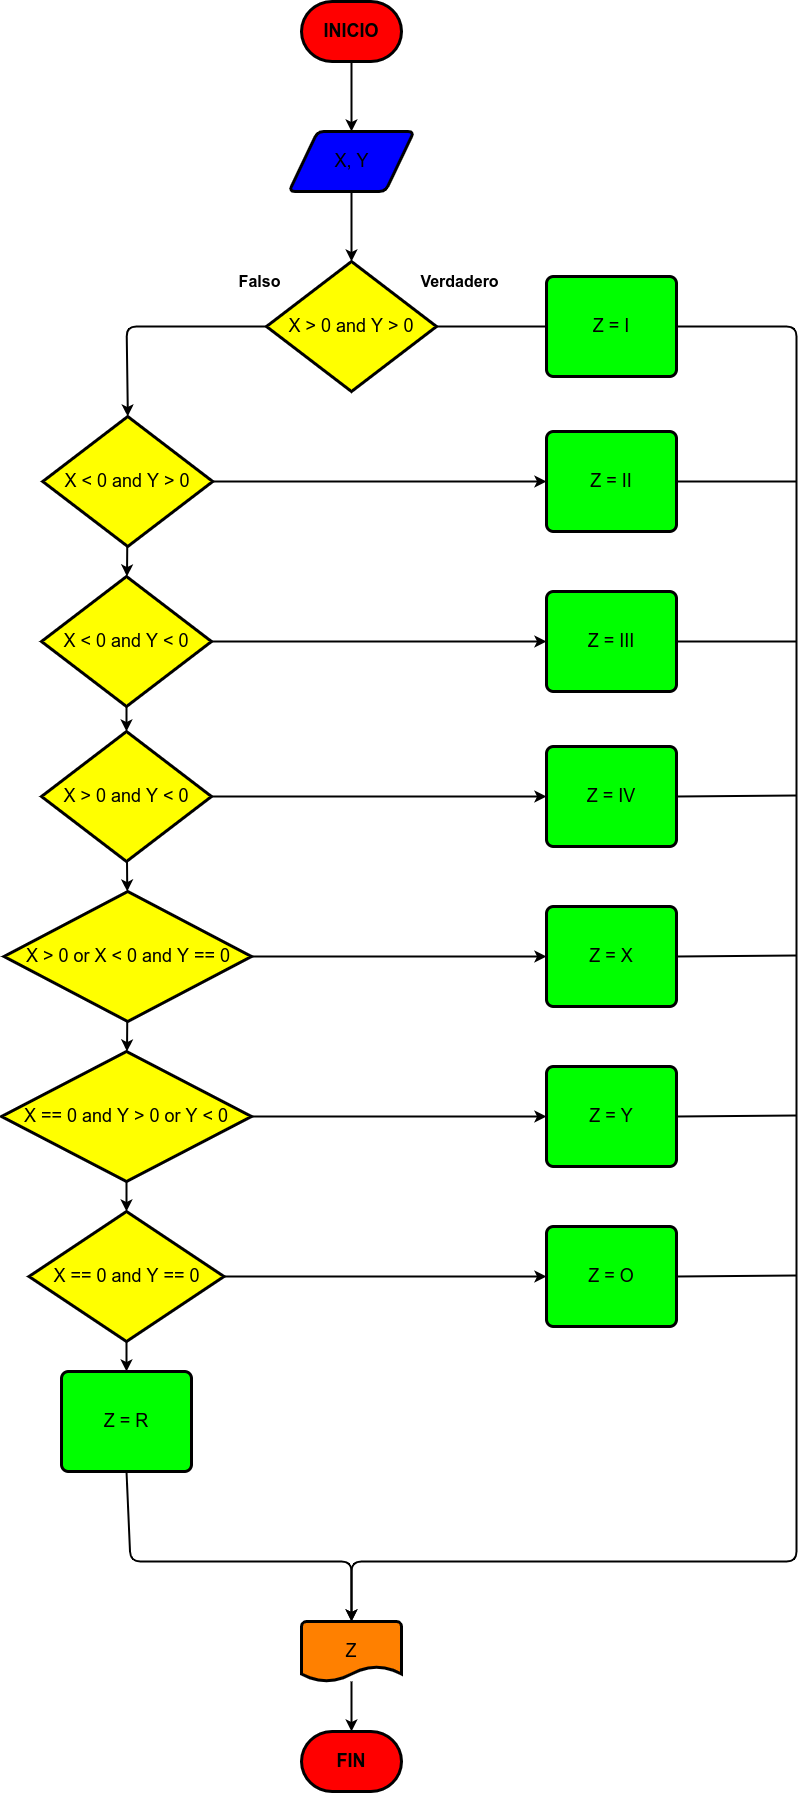 INICIO
X, Y
Falso
Verdadero
X > 0 and Y > 0
Z = I
X < 0 and Y > 0
Z = II
X < 0 and Y < 0
Z = III
X > 0 and Y < 0
Z = IV
X > 0 or X < 0 and Y == 0
Z = X
X == 0 and Y > 0 or Y < 0
Z = Y
X == 0 and Y == 0
Z = O
Z = R
Z
FIN